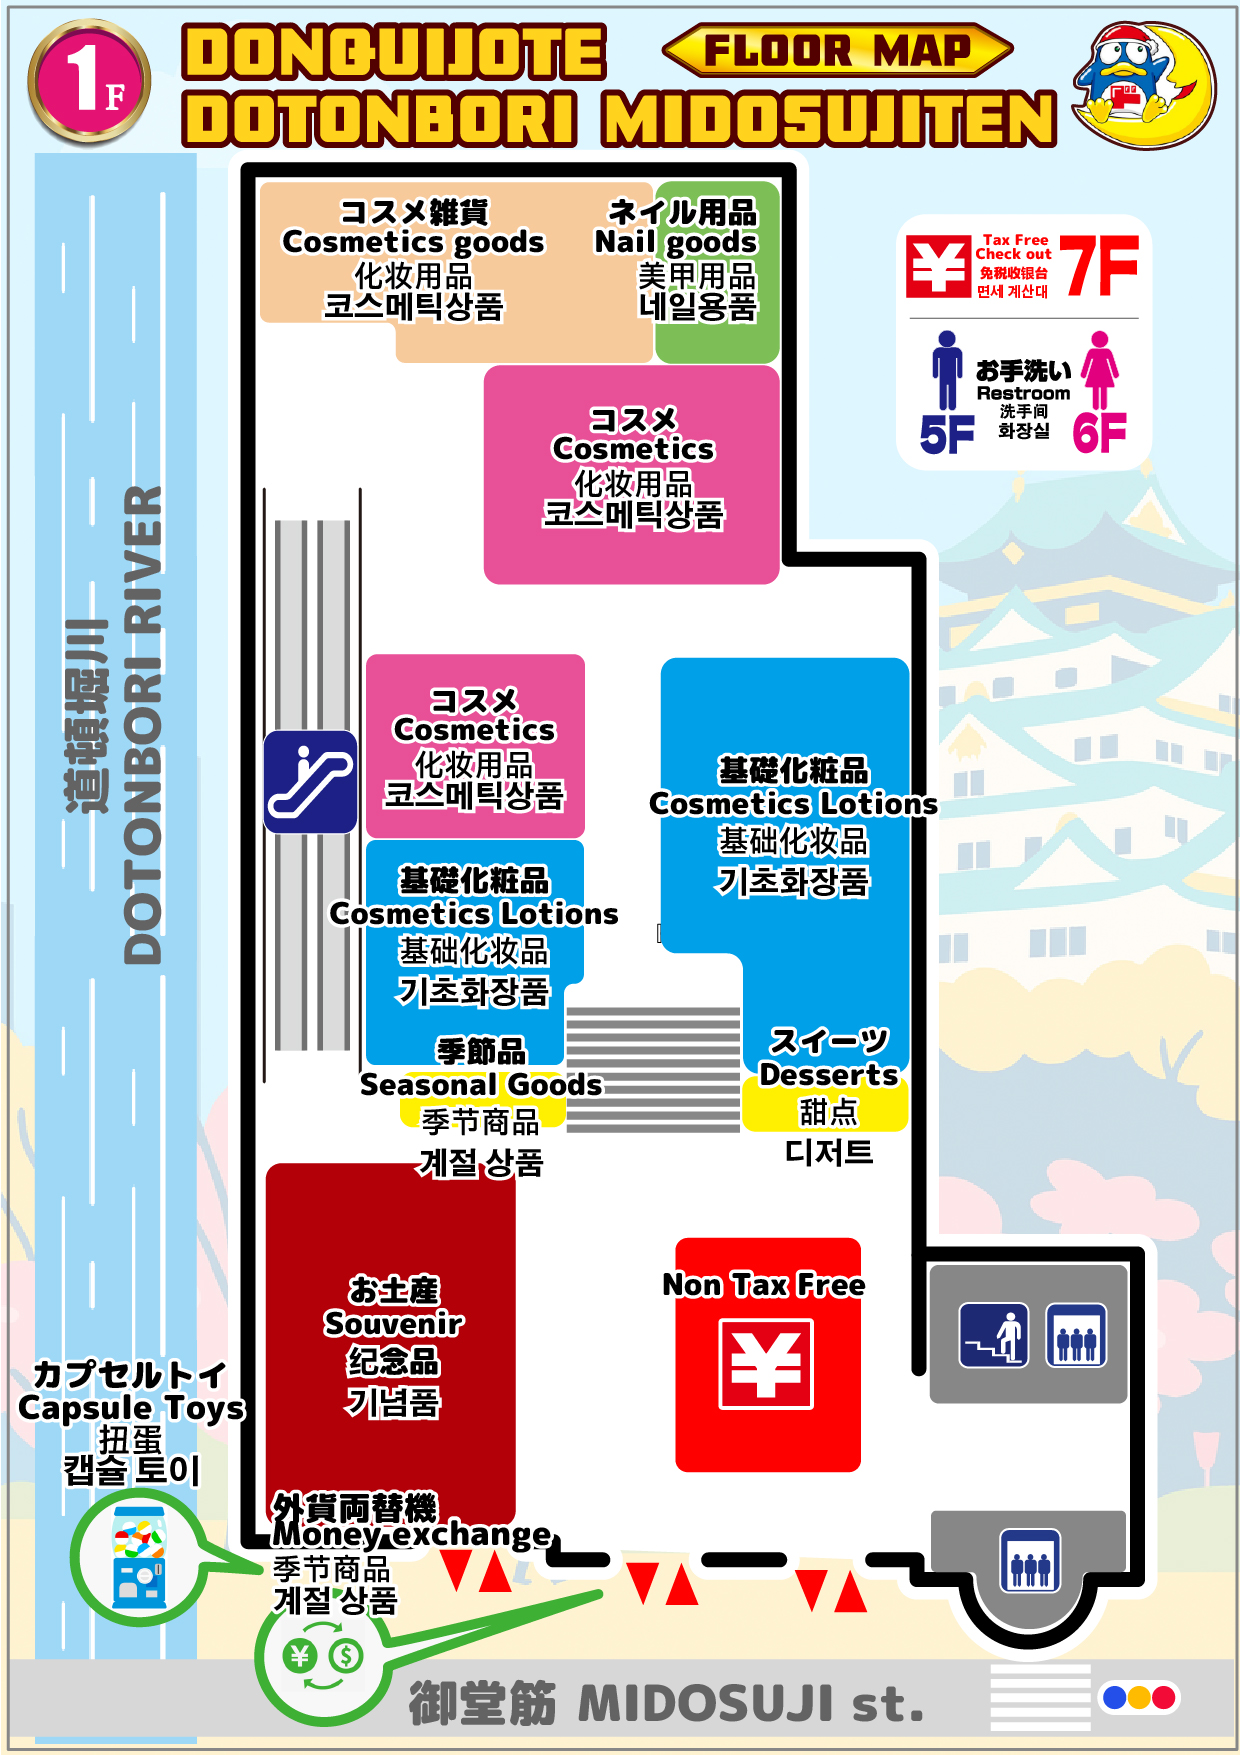 1F
DONQUIJOTE
FLOOR MAP
DOTONBORI MIDOSUJITEN
コスメ雑貨
Cosmetics goods
化妆用品
코스메틱상품
ネイル用品
Nail goods
美甲用品
네일용품
¥
Tax Free
Check out
免税收银台
면세 계산대
7F
お手洗い
Restroom
洗手间
화장실
5F
6F
コスメ
Cosmetics
化妆用品
코스메틱상품
道頓堀川
DOTONBORI RIVER
コスメ
Cosmetics
化妆用品
코스메틱상품
基礎化粧品
Cosmetics Lotions
基础化妆品
기초화장품
基礎化粧品
Cosmetics Lotions
基础化妆品
기초화장품
季節品
Seasonal Goods
季节商品
계절 상품
スイーツ
Desserts
甜点
디저트
お土産
Souvenir
纪念品
기념품
Non Tax Free
¥
カプセルトイ
Capsule Toys
扭蛋
캡슐 토이
外貨両替機
Money exchange
季节商品
계절 상품
¥ $
御堂筋 MIDOSUJI st.